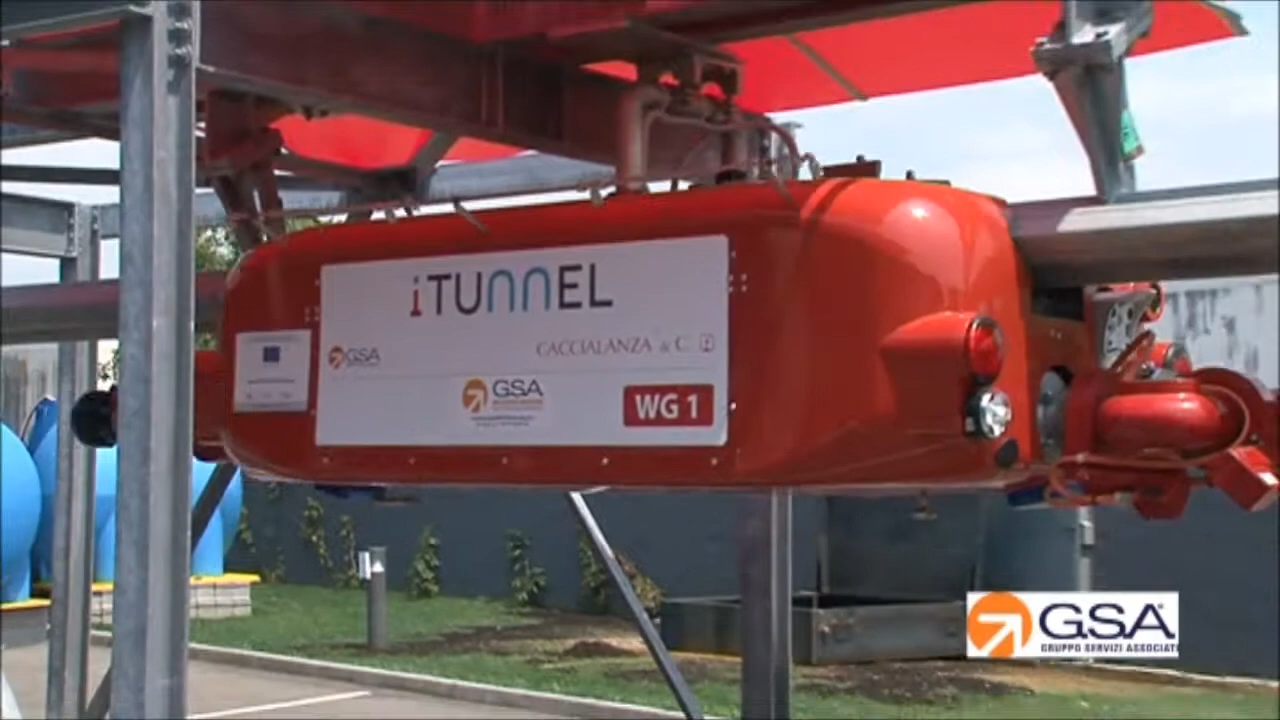 iTUNNEL
GSA
CACCIALANZA & C.
GSA
WG 1
GSA
GRUPPO SERVIZI ASSOCIATI